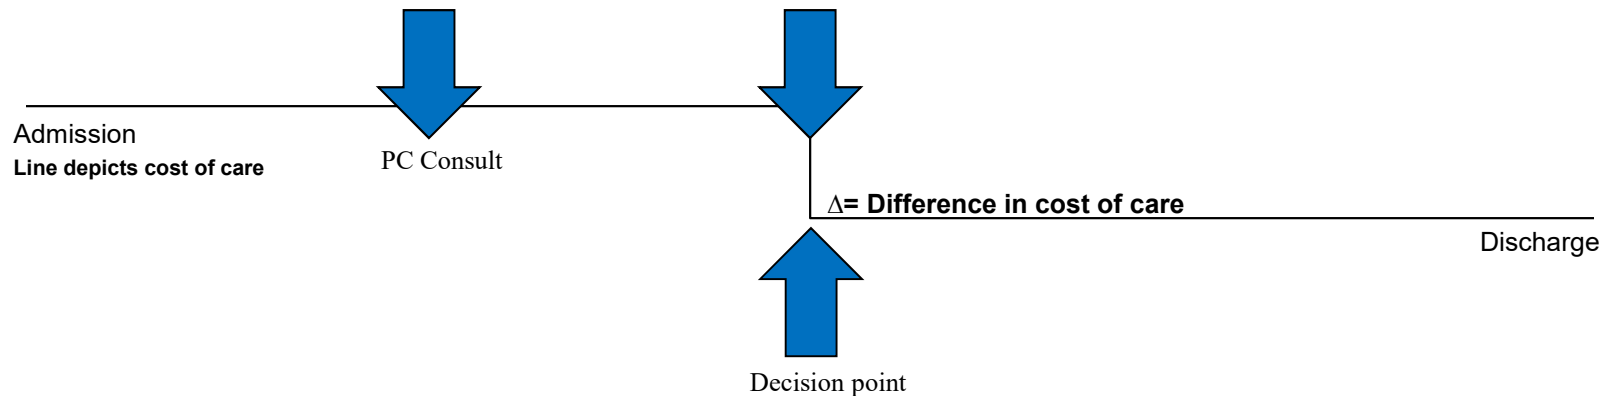 Admission
Line depicts cost of care
PC Consult
∆= Difference in cost of care
Discharge
Decision point